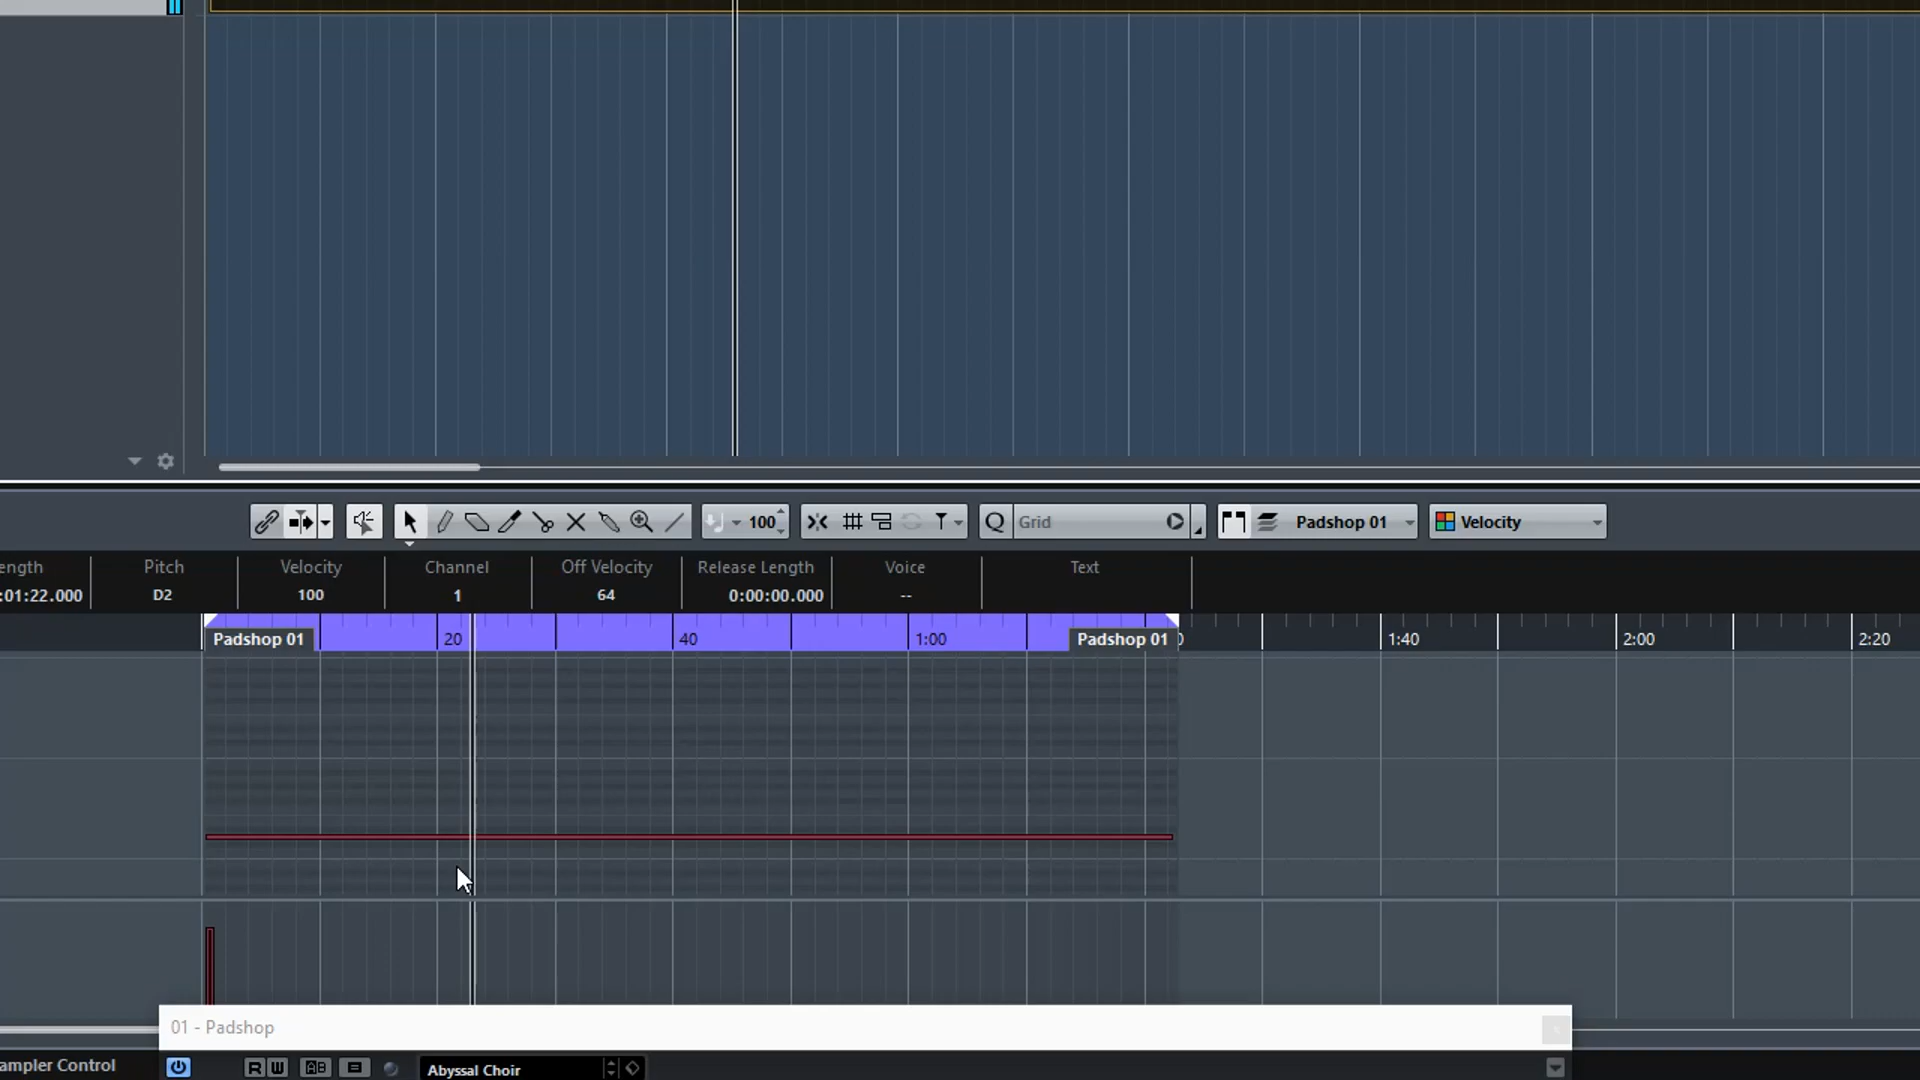 100
Q Grid
Padshop 01
Velocity
ength Pitch Velocity Channel Off Velocity Release Length Voice Text
:01:22.000 D2 100 1 64 0:00:00.000 --
Padshop 01 20 40 1:00 Padshop 01 0 1:40 2:00 2:20
01 - Padshop
ampler Control R W AB Abyssal Choir